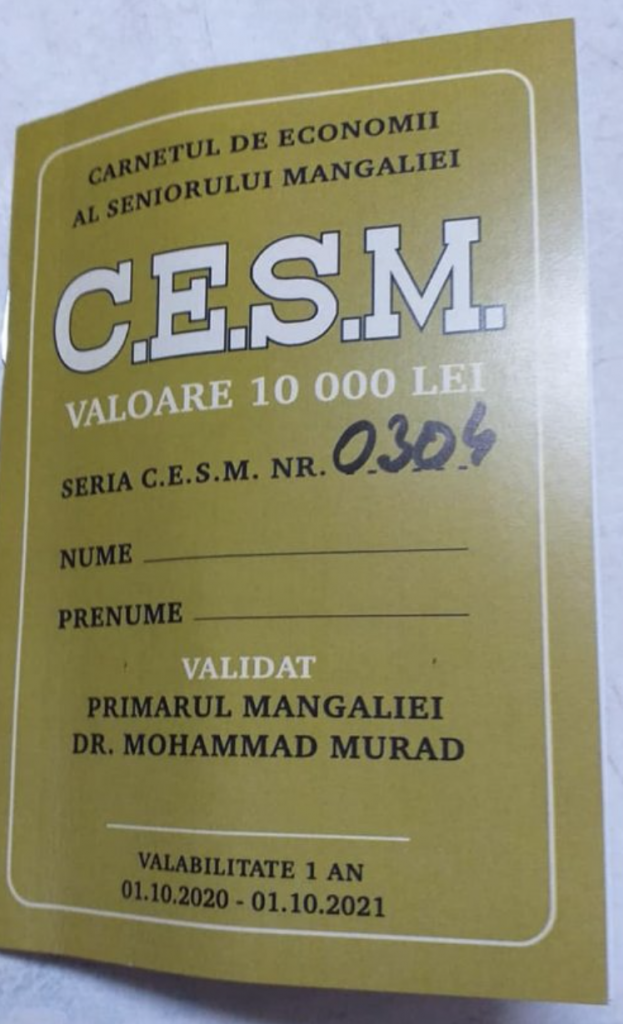 CARNETUL DE ECONOMII
AL SENIORULUI MANGALIEI
C.E.S.M.
VALOARE 10 000 LEI
SERIA C.E.S.M. NR. 0304
NUME
PRENUME
VALIDAT
PRIMARUL MANGALIEI
DR. MOHAMMAD MURAD
VALABILITATE 1 AN
01.10.2020 - 01.10.2021